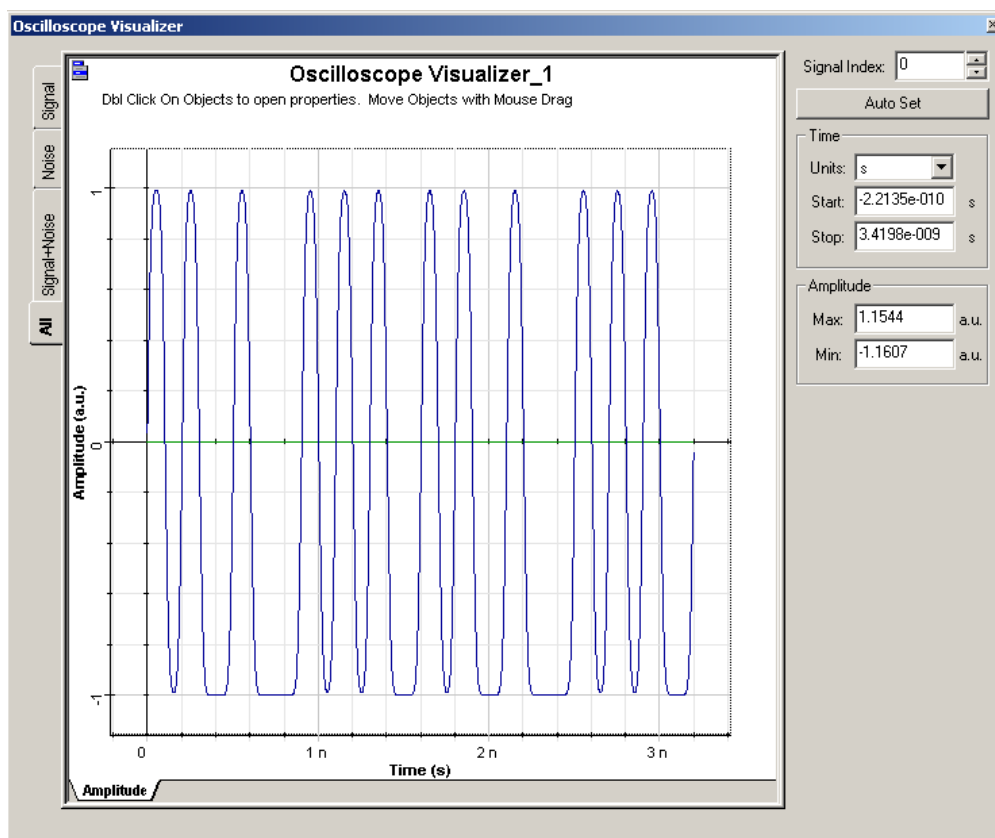 Oscilloscope Visualizer
Oscilloscope Visualizer_1
Dbl Click On Objects to open properties.  Move Objects with Mouse Drag
Signal
Noise
Signal+Noise
All
Amplitude (a.u.)
1
0
-1
0
1 n
2 n
3 n
Time (s)
Amplitude
Signal Index: 0
Auto Set
Time
Units: s
Start: -2.2135e-010 s
Stop: 3.4198e-009 s
Amplitude
Max: 1.1544 a.u.
Min: -1.1607 a.u.